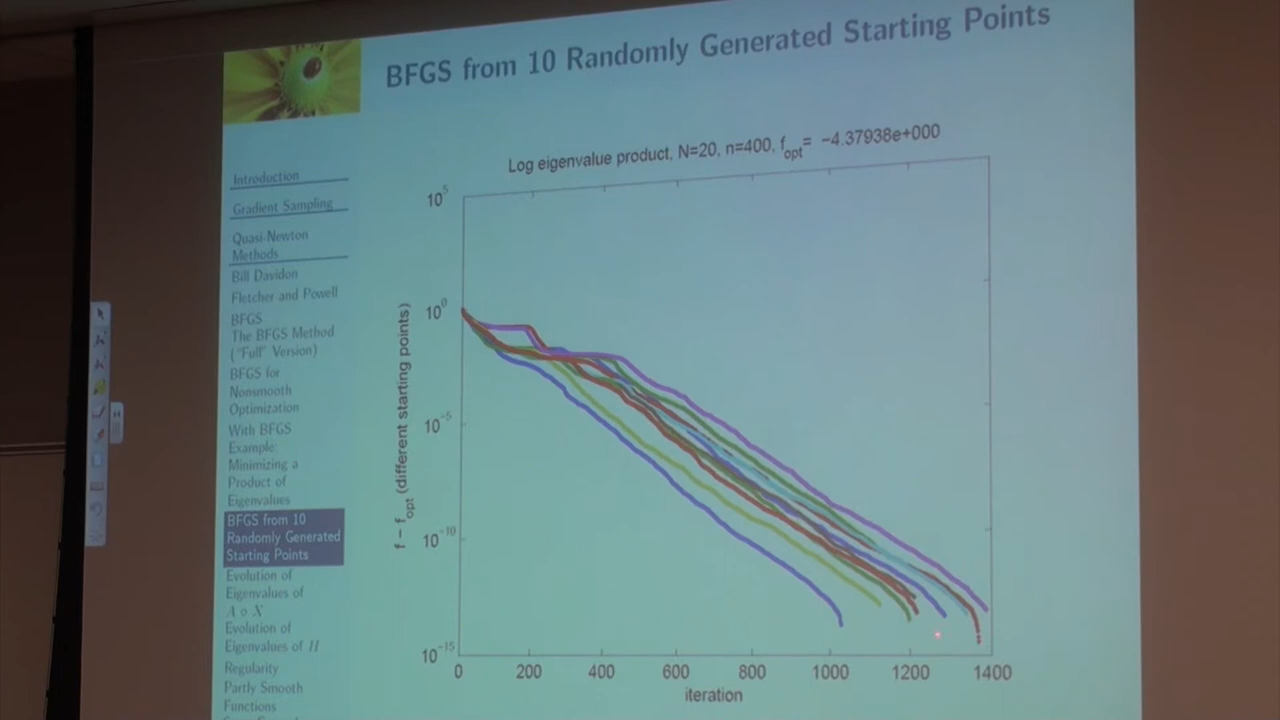 BFGS from 10 Randomly Generated Starting Points
Introduction
Gradient Sampling
Quasi-Newton
Methods
Bill Davidon
Fletcher and Powell
BFGS
The BFGS Method
("Full" Version)
BFGS for
Nonsmooth
Optimization
With BFGS
Example:
Minimizing a
Product of
Eigenvalues
BFGS from 10
Randomly Generated
Starting Points
Evolution of
Eigenvalues of
A o X
Evolution of
Eigenvalues of H
Regularity
Partly Smooth
Functions
Log eigenvalue product, N=20, n=400, f_opt= −4.37938e+000
10^5
10^0
10^−5
10^−10
10^−15
f − f_opt (different starting points)
0 200 400 600 800 1000 1200 1400
iteration